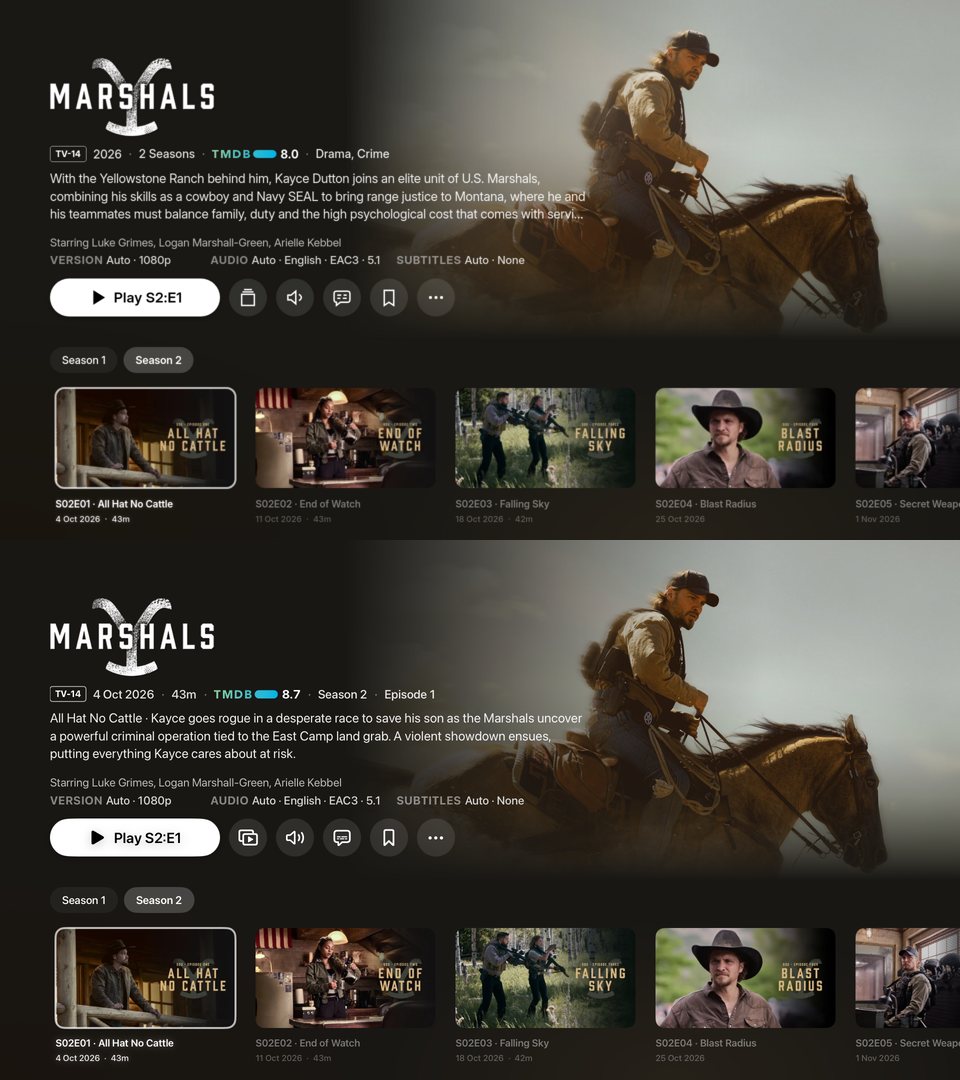 MARSHALS
TV-14 2026 · 2 Seasons · TMDB 8.0 · Drama, Crime
With the Yellowstone Ranch behind him, Kayce Dutton joins an elite unit of U.S. Marshals,
combining his skills as a cowboy and Navy SEAL to bring range justice to Montana, where he and
his teammates must balance family, duty and the high psychological cost that comes with servi...
Starring Luke Grimes, Logan Marshall-Green, Arielle Kebbel
VERSION Auto · 1080p AUDIO Auto · English · EAC3 · 5.1 SUBTITLES Auto · None
Play S2:E1
Season 1 Season 2
ALL HAT
NO CATTLE
END OF
WATCH
FALLING
SKY
BLAST
RADIUS
S02E01 · All Hat No Cattle
4 Oct 2026 · 43m
S02E02 · End of Watch
11 Oct 2026 · 43m
S02E03 · Falling Sky
18 Oct 2026 · 42m
S02E04 · Blast Radius
25 Oct 2026
S02E05 · Secret Weap
1 Nov 2026
MARSHALS
TV-14 4 Oct 2026 · 43m · TMDB 8.7 · Season 2 · Episode 1
All Hat No Cattle · Kayce goes rogue in a desperate race to save his son as the Marshals uncover
a powerful criminal operation tied to the East Camp land grab. A violent showdown ensues,
putting everything Kayce cares about at risk.
Starring Luke Grimes, Logan Marshall-Green, Arielle Kebbel
VERSION Auto · 1080p AUDIO Auto · English · EAC3 · 5.1 SUBTITLES Auto · None
Play S2:E1
Season 1 Season 2
ALL HAT
NO CATTLE
END OF
WATCH
FALLING
SKY
BLAST
RADIUS
S02E01 · All Hat No Cattle
4 Oct 2026 · 43m
S02E02 · End of Watch
11 Oct 2026 · 43m
S02E03 · Falling Sky
18 Oct 2026 · 42m
S02E04 · Blast Radius
25 Oct 2026
S02E05 · Secret Weap
1 Nov 2026